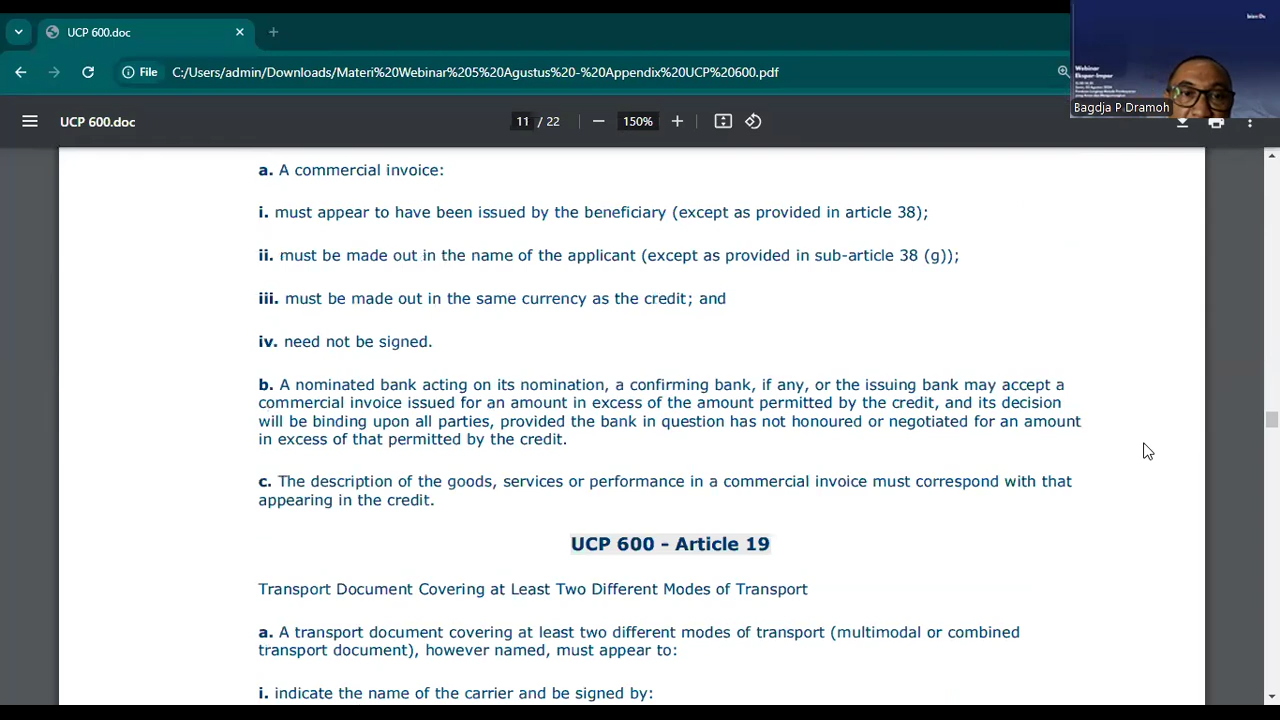 UCP 600.doc
File C:/Users/admin/Downloads/Materi%20Webinar%205%20Agustus%20-%20Appendix%20UCP%20600.pdf
Webinar
Ekspor-Impor
Bagdja P Dramoh
UCP 600.doc
11 / 22
150%
a. A commercial invoice:
i. must appear to have been issued by the beneficiary (except as provided in article 38);
ii. must be made out in the name of the applicant (except as provided in sub-article 38 (g));
iii. must be made out in the same currency as the credit; and
iv. need not be signed.
b. A nominated bank acting on its nomination, a confirming bank, if any, or the issuing bank may accept a
commercial invoice issued for an amount in excess of the amount permitted by the credit, and its decision
will be binding upon all parties, provided the bank in question has not honoured or negotiated for an amount
in excess of that permitted by the credit.
c. The description of the goods, services or performance in a commercial invoice must correspond with that
appearing in the credit.
UCP 600 - Article 19
Transport Document Covering at Least Two Different Modes of Transport
a. A transport document covering at least two different modes of transport (multimodal or combined
transport document), however named, must appear to:
i. indicate the name of the carrier and be signed by: